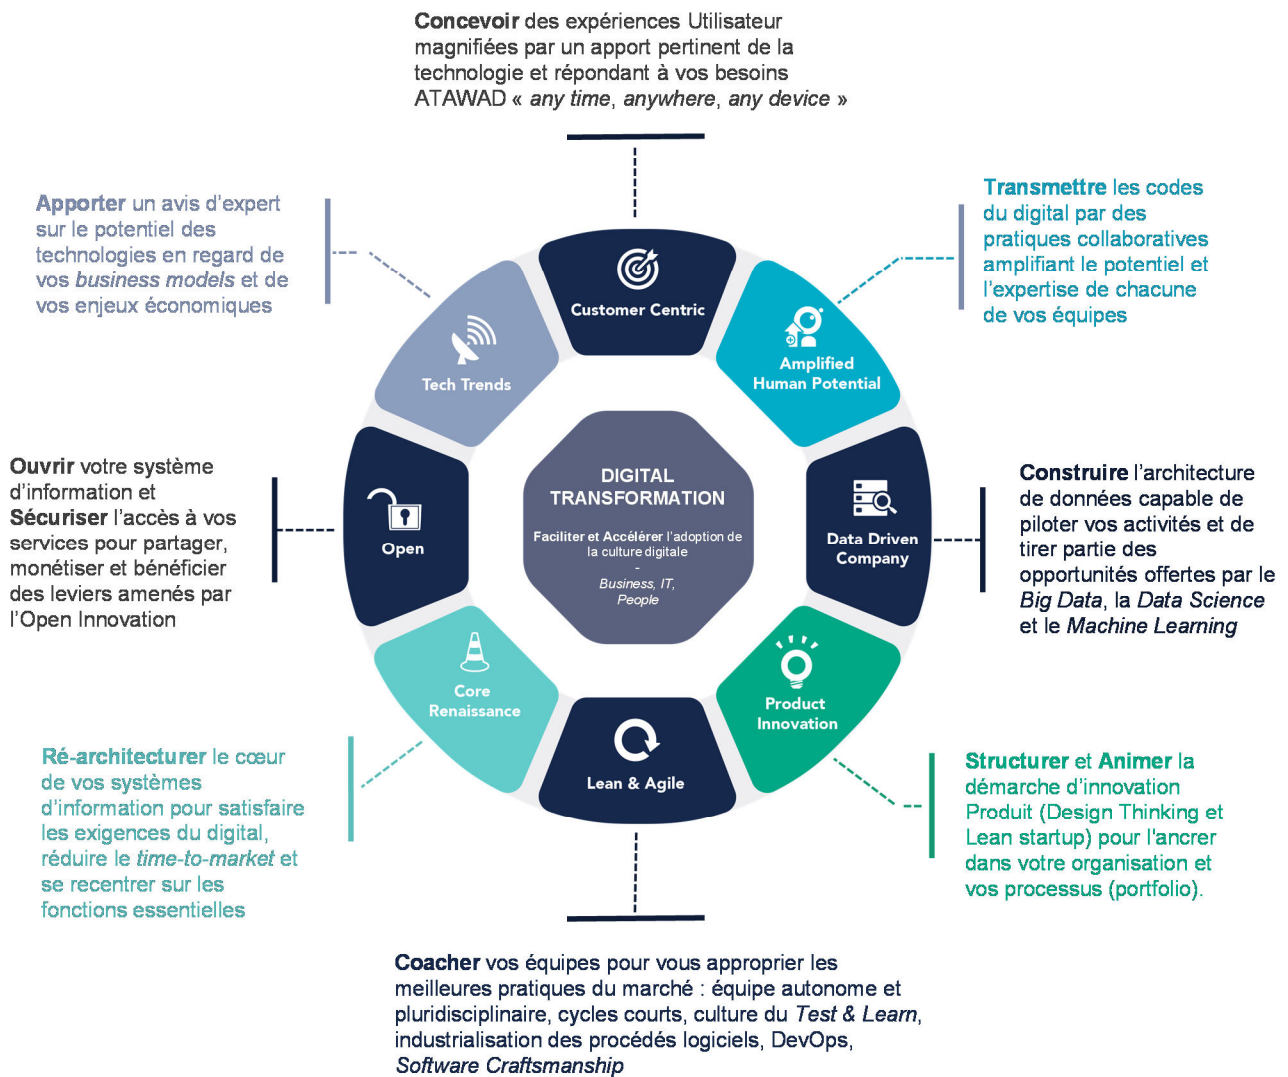 Concevoir des expériences Utilisateur
magnifiées par un apport pertinent de la
technologie et répondant à vos besoins
ATAWAD « any time, anywhere, any device »
Apporter un avis d'expert
sur le potentiel des
technologies en regard de
vos business models et de
vos enjeux économiques
Transmettre les codes
du digital par des
pratiques collaboratives
amplifiant le potentiel et
l'expertise de chacune
de vos équipes
Customer Centric
Tech Trends
Amplified
Human Potential
Ouvrir votre système
d'information et
Sécuriser l'accès à vos
services pour partager,
monétiser et bénéficier
des leviers amenés par
l'Open Innovation
Open
DIGITAL
TRANSFORMATION
Faciliter et Accélérer l'adoption de
la culture digitale
-
Business, IT,
People
Data Driven
Company
Construire l'architecture
de données capable de
piloter vos activités et de
tirer partie des
opportunités offertes par le
Big Data, la Data Science
et le Machine Learning
Core
Renaissance
Product
Innovation
Lean & Agile
Ré-architecturer le cœur
de vos systèmes
d'information pour satisfaire
les exigences du digital,
réduire le time-to-market et
se recentrer sur les
fonctions essentielles
Structurer et Animer la
démarche d'innovation
Produit (Design Thinking et
Lean startup) pour l'ancrer
dans votre organisation et
vos processus (portfolio).
Coacher vos équipes pour vous approprier les
meilleures pratiques du marché : équipe autonome et
pluridisciplinaire, cycles courts, culture du Test & Learn,
industrialisation des procédés logiciels, DevOps,
Software Craftsmanship